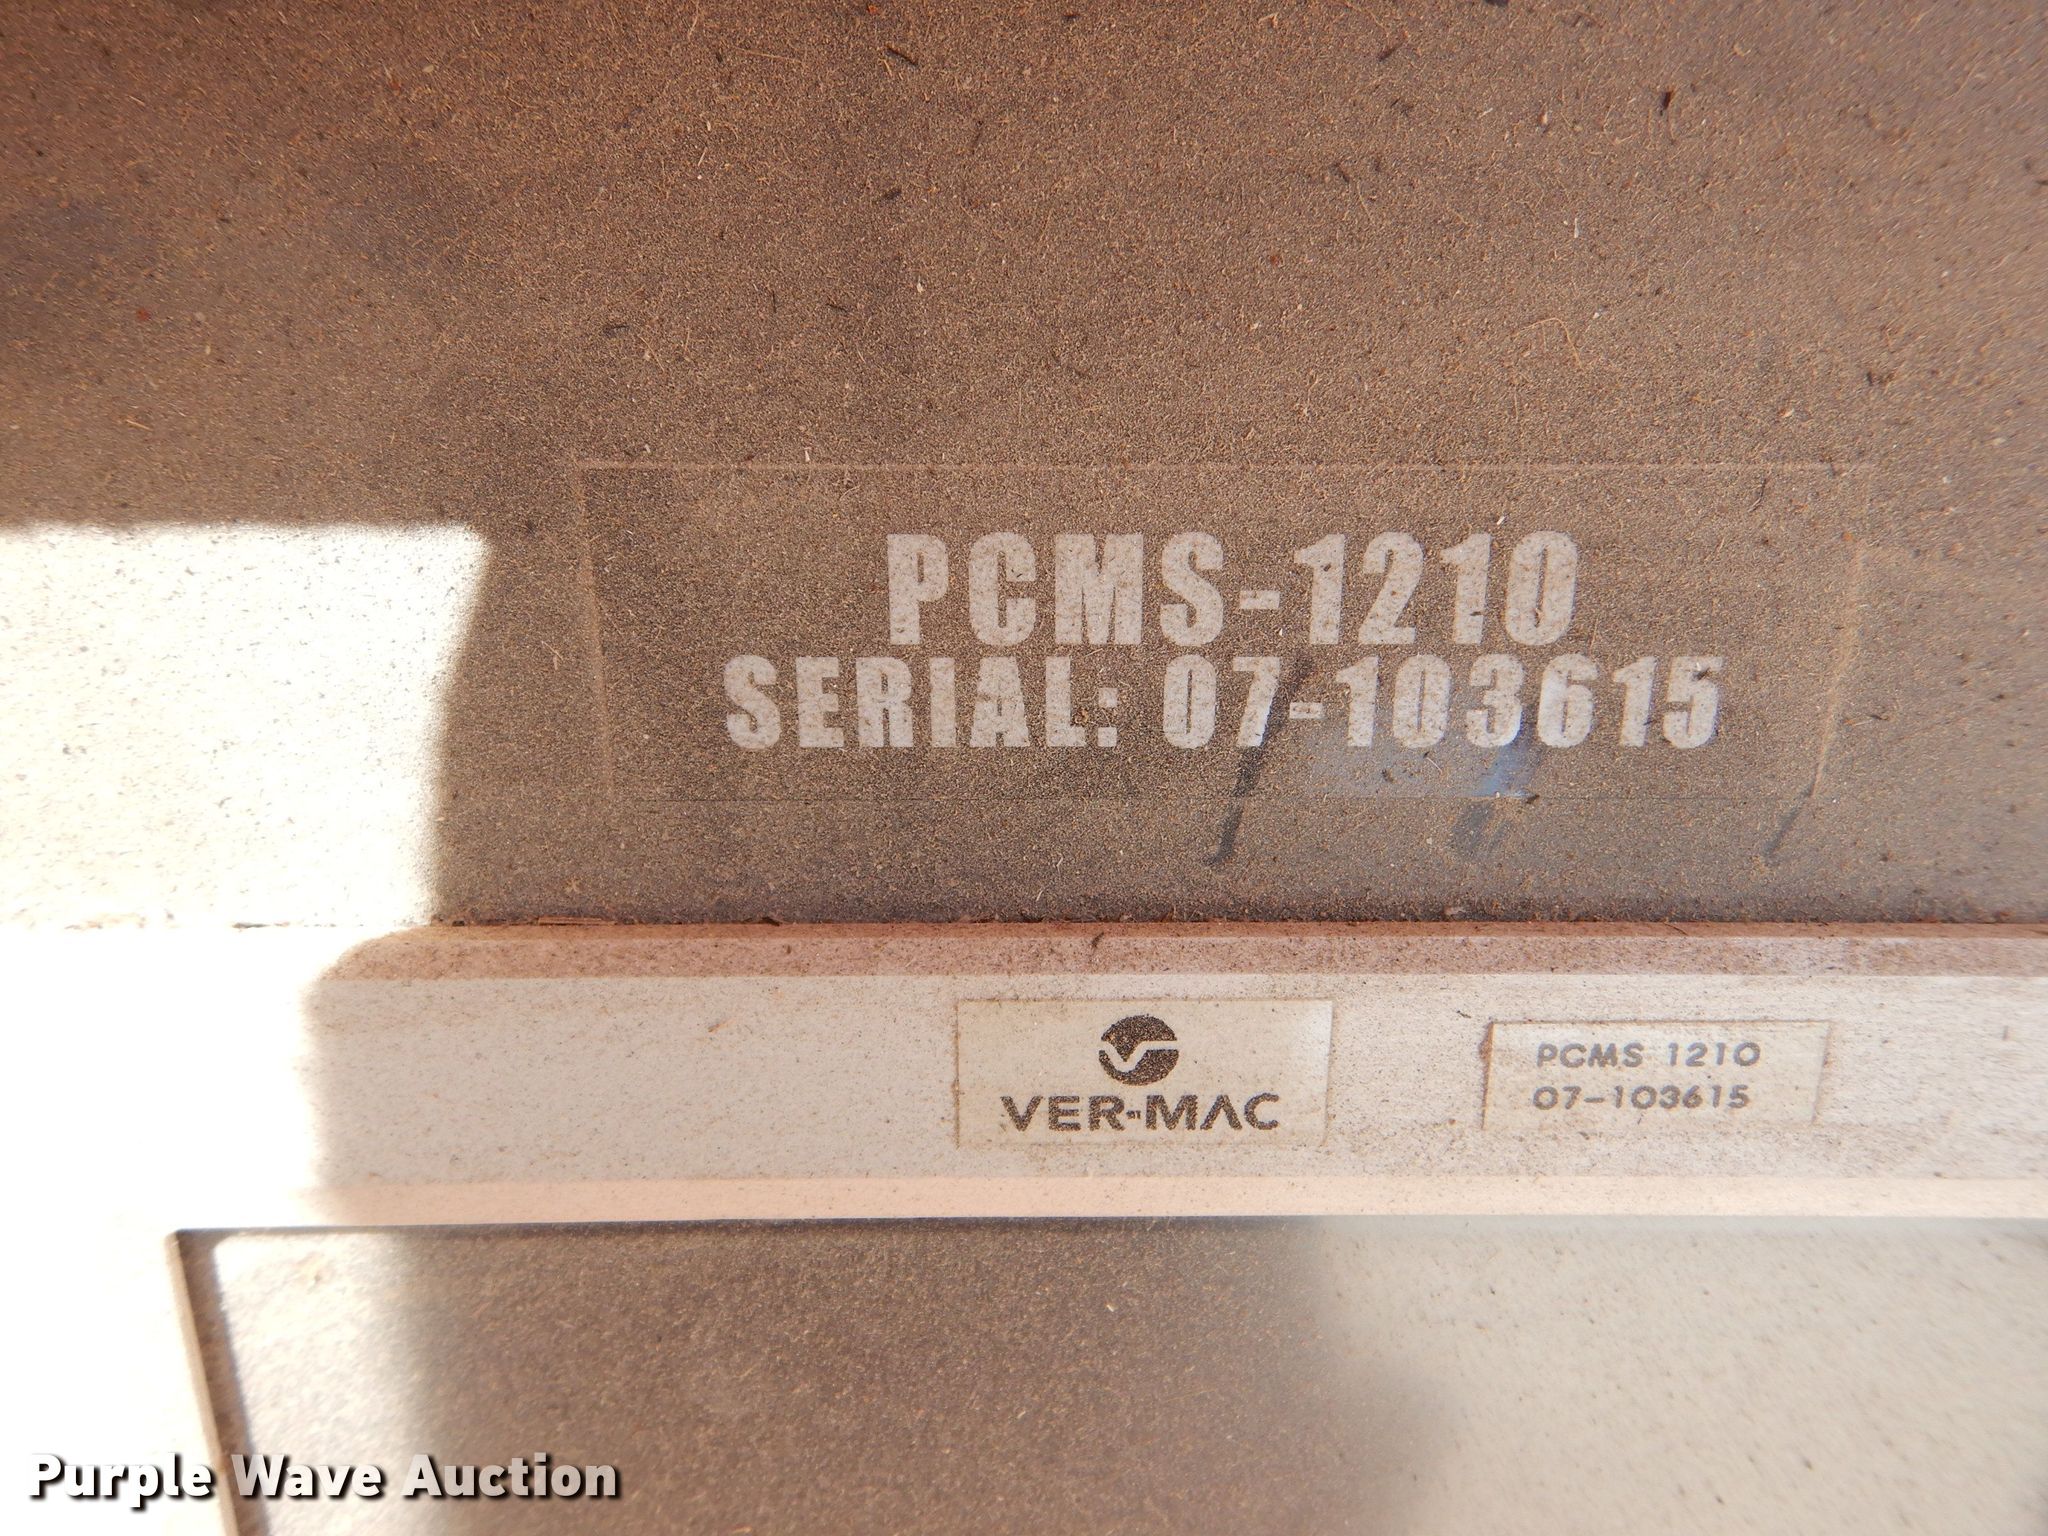 PCMS-1210
SERIAL: 07-103615
VER-MAC
PCMS 1210
07-103615
Purple Wave Auction